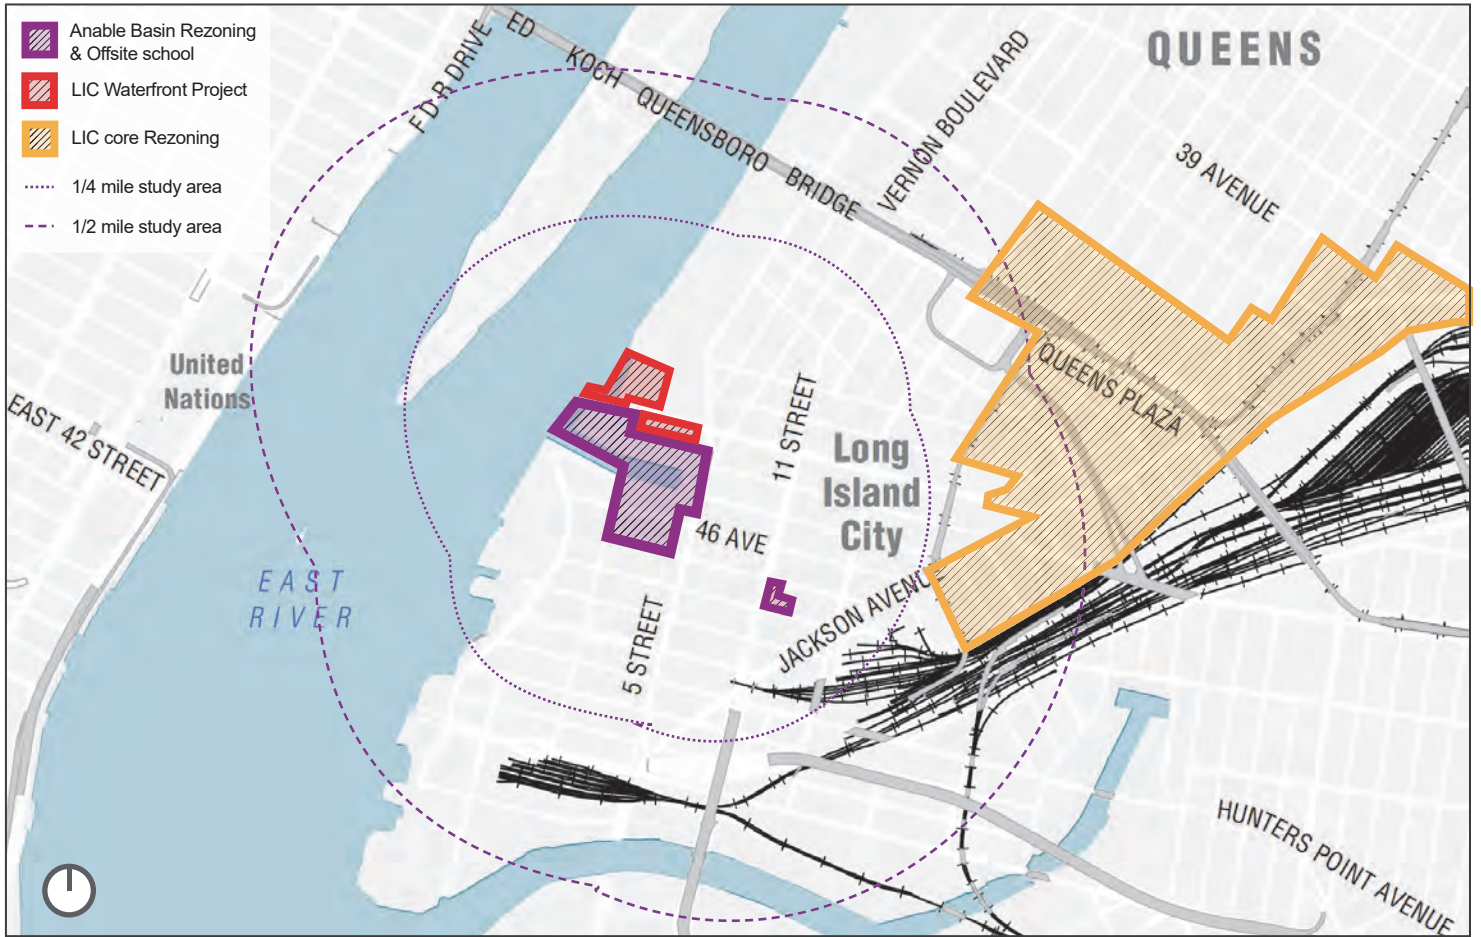 Anable Basin Rezoning
& Offsite school
LIC Waterfront Project
LIC core Rezoning
1/4 mile study area
1/2 mile study area
F D R DRIVE
ED KOCH QUEENSBORO BRIDGE
VERNON BOULEVARD
QUEENS
39 AVENUE
United
Nations
EAST 42 STREET
QUEENS PLAZA
11 STREET
Long
Island
City
46 AVE
EAST
RIVER
JACKSON AVENU
5 STREET
HUNTERS POINT AVENUE